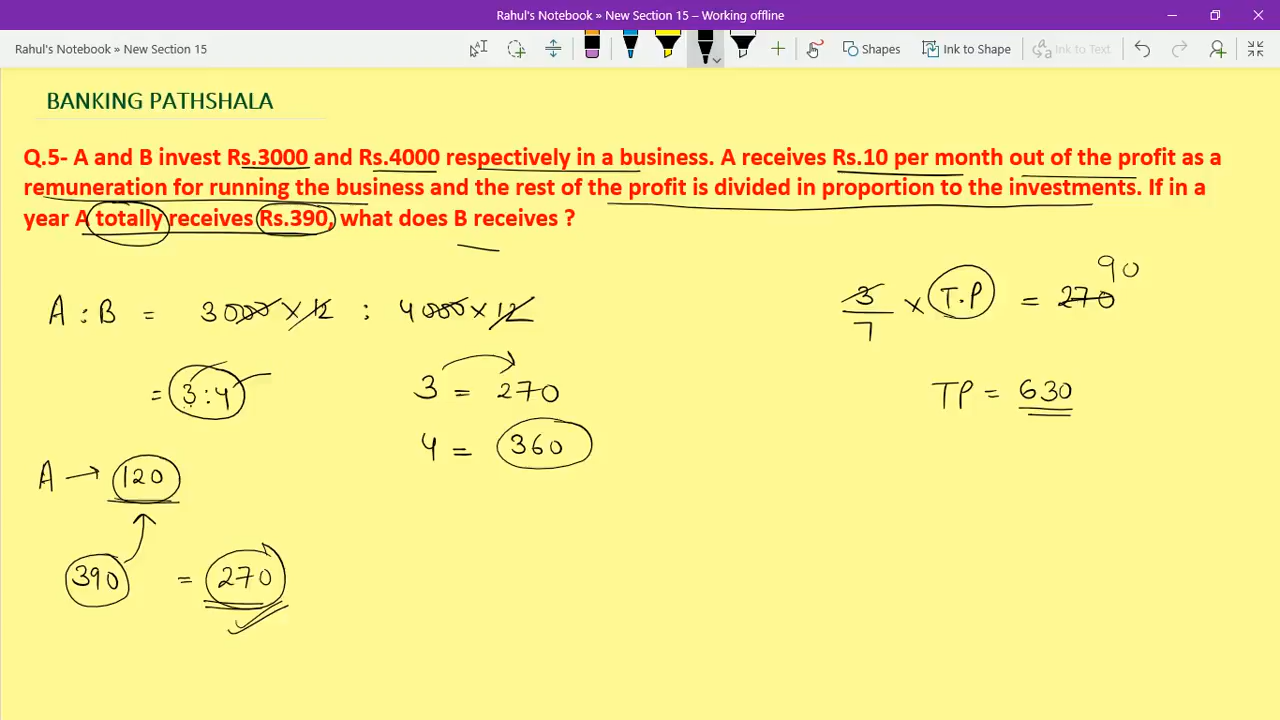 Rahul's Notebook » New Section 15 – Working offline
Rahul's Notebook » New Section 15
Shapes
Ink to Shape
Ink to Text
BANKING PATHSHALA
Q.5- A and B invest Rs.3000 and Rs.4000 respectively in a business. A receives Rs.10 per month out of the profit as a
remuneration for running the business and the rest of the profit is divided in proportion to the investments. If in a
year A totally receives Rs.390, what does B receives ?
A : B = 3000 × 12 : 4000 × 12
= 3:4
3 = 270
4 = 360
A → 120
390 = 270
90
3/7 × T.P = 270
TP = 630